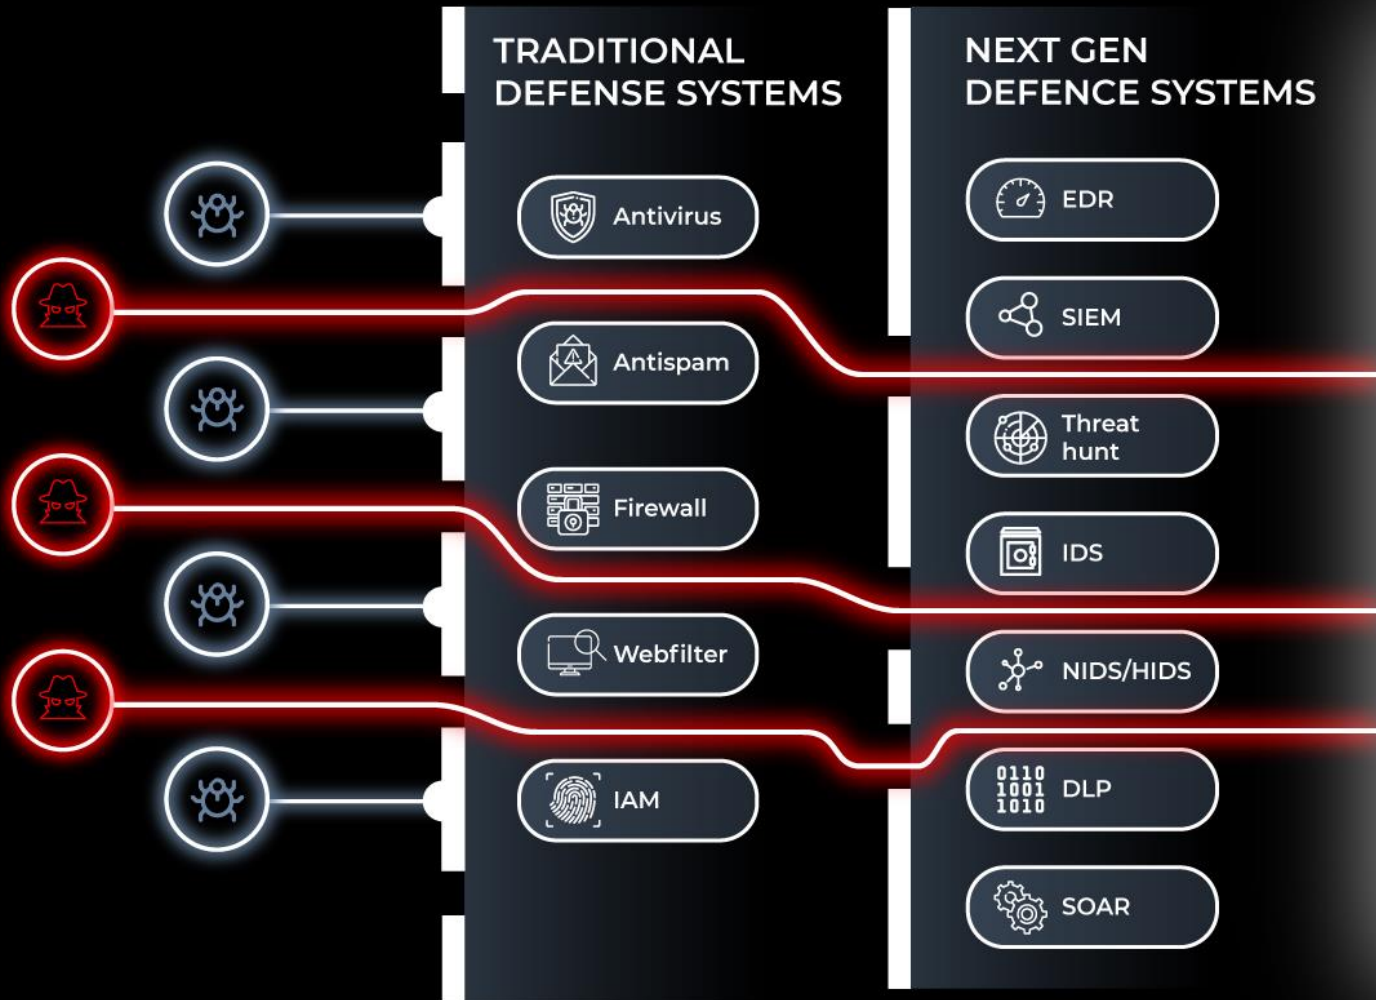 TRADITIONAL
DEFENSE SYSTEMS
Antivirus
Antispam
Firewall
Webfilter
IAM
NEXT GEN
DEFENCE SYSTEMS
EDR
SIEM
Threat
hunt
IDS
NIDS/HIDS
0110
1001
1010
DLP
SOAR